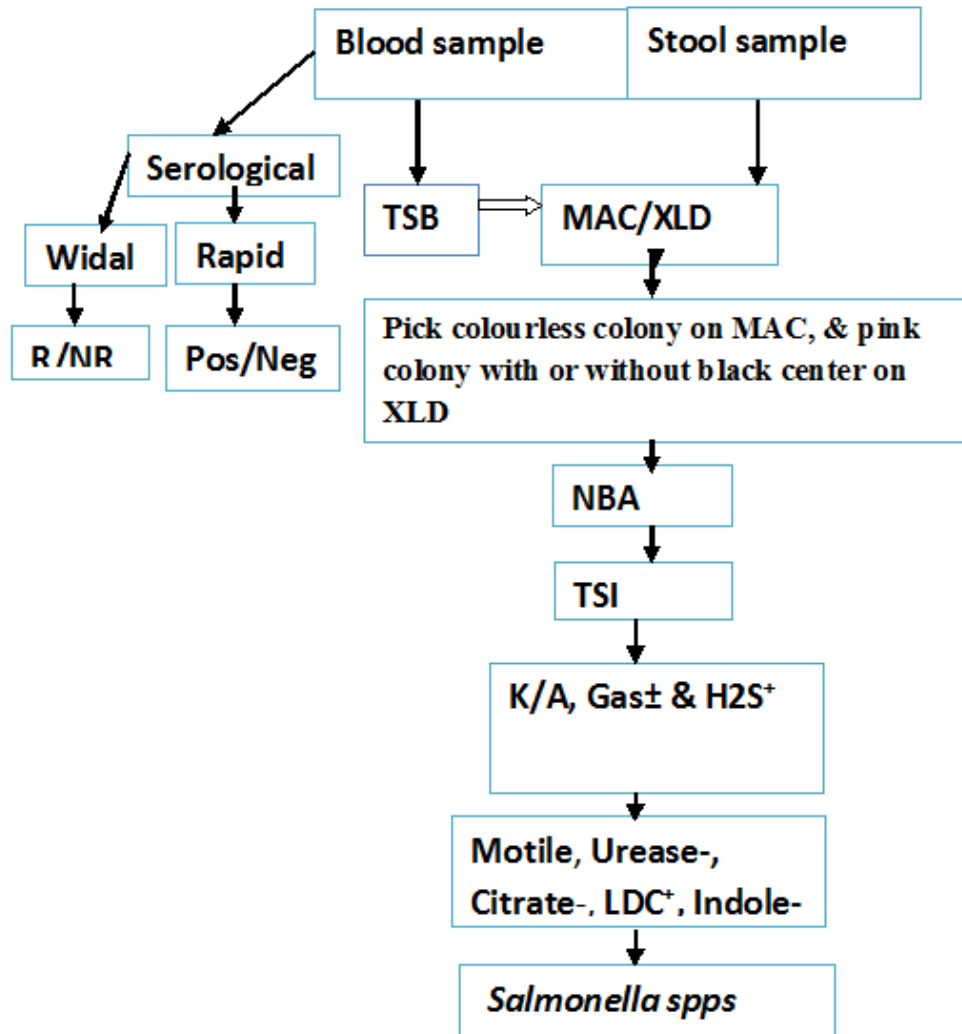 Blood sample
Stool sample
Serological
TSB
MAC/XLD
Widal
Rapid
R/NR
Pos/Neg
Pick colourless colony on MAC, & pink
colony with or without black center on
XLD
NBA
TSI
K/A, Gas± & H2S⁺
Motile, Urease-,
Citrate-, LDC⁺, Indole-
Salmonella spps